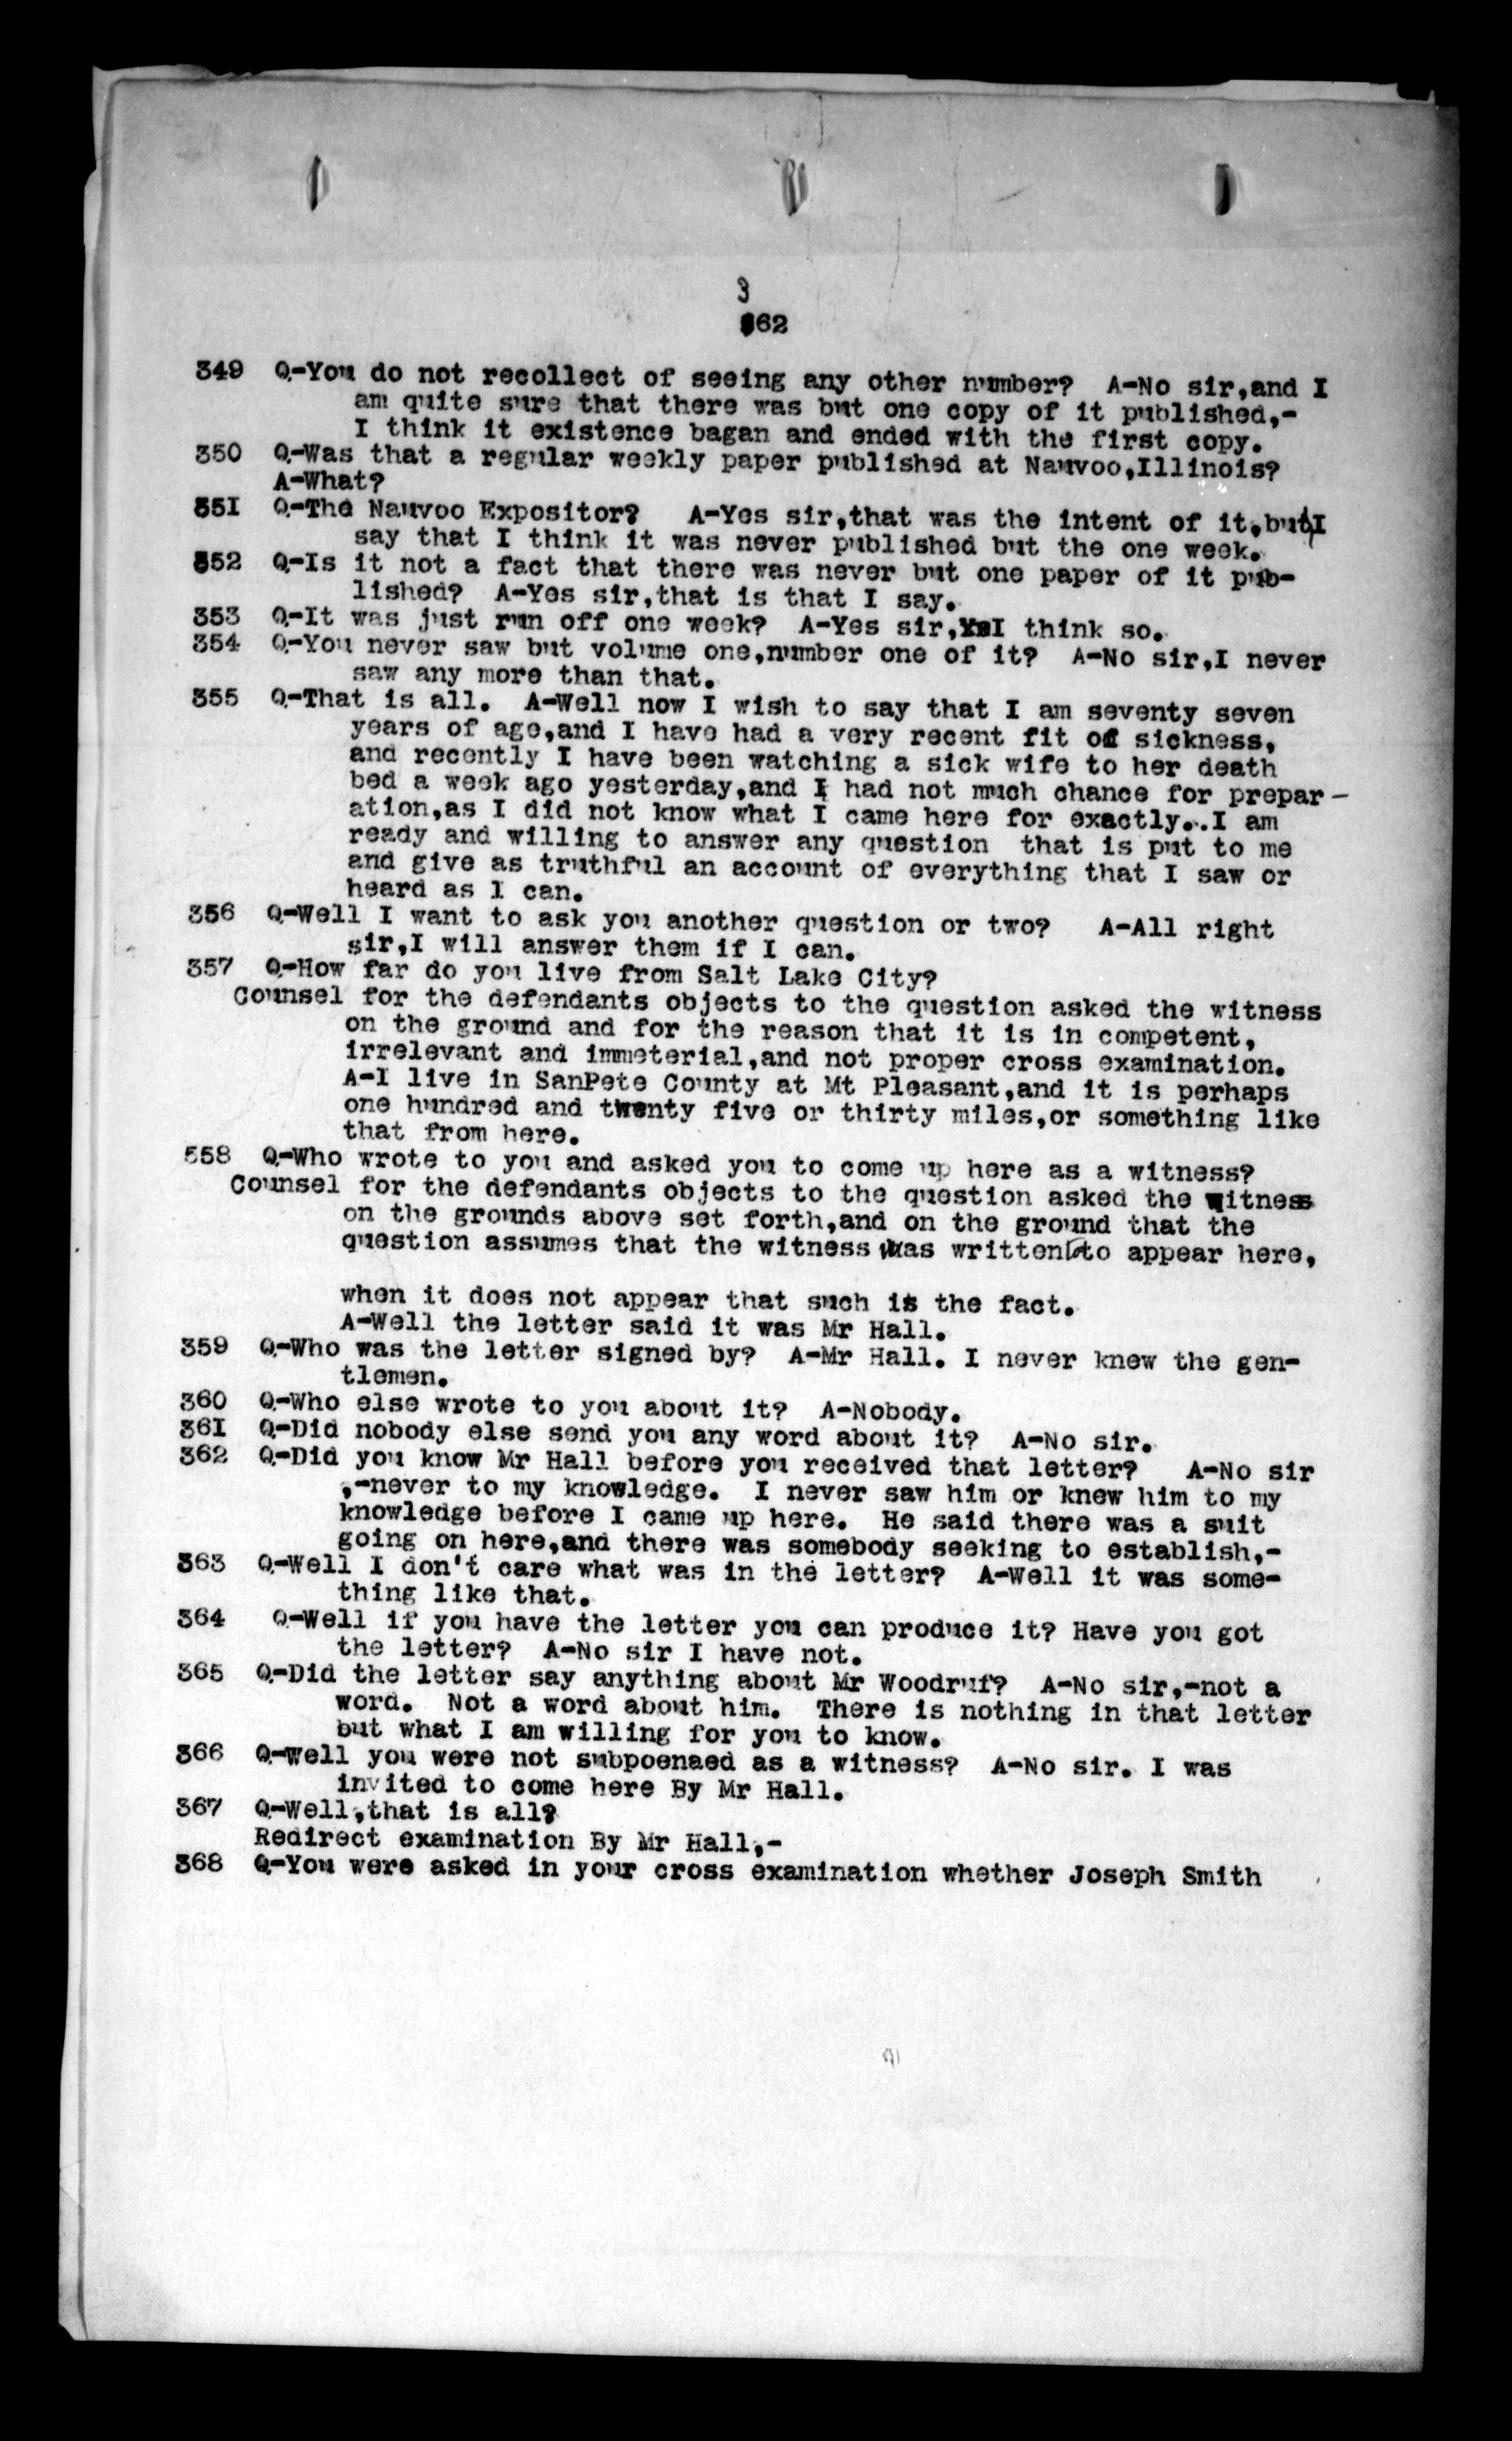 3
362
349 Q-You do not recollect of seeing any other number? A-No sir,and I
am quite sure that there was but one copy of it published,-
I think it existence bagan and ended with the first copy.
350 Q-Was that a regular weekly paper published at Nauvoo,Illinois?
A-What?
351 Q-The Nauvoo Expositor? A-Yes sir,that was the intent of it,but I
say that I think it was never published but the one week.
352 Q-Is it not a fact that there was never but one paper of it pub-
lished? A-Yes sir,that is that I say.
353 Q-It was just run off one week? A-Yes sir, I think so.
354 Q-You never saw but volume one,number one of it? A-No sir,I never
saw any more than that.
355 Q-That is all. A-Well now I wish to say that I am seventy seven
years of age,and I have had a very recent fit of sickness,
and recently I have been watching a sick wife to her death
bed a week ago yesterday,and I had not much chance for prepar-
ation,as I did not know what I came here for exactly..I am
ready and willing to answer any question that is put to me
and give as truthful an account of everything that I saw or
heard as I can.
356 Q-Well I want to ask you another question or two? A-All right
sir,I will answer them if I can.
357 Q-How far do you live from Salt Lake City?
Counsel for the defendants objects to the question asked the witness
on the ground and for the reason that it is in competent,
irrelevant and immeterial,and not proper cross examination.
A-I live in SanPete County at Mt Pleasant,and it is perhaps
one hundred and twenty five or thirty miles,or something like
that from here.
558 Q-Who wrote to you and asked you to come up here as a witness?
Counsel for the defendants objects to the question asked the witness
on the grounds above set forth,and on the ground that the
question assumes that the witness was written to appear here,
when it does not appear that such is the fact.
A-Well the letter said it was Mr Hall.
359 Q-Who was the letter signed by? A-Mr Hall. I never knew the gen-
tlemen.
360 Q-Who else wrote to you about it? A-Nobody.
361 Q-Did nobody else send you any word about it? A-No sir.
362 Q-Did you know Mr Hall before you received that letter? A-No sir
,-never to my knowledge. I never saw him or knew him to my
knowledge before I came up here. He said there was a suit
going on here,and there was somebody seeking to establish,-
363 Q-Well I don't care what was in the letter? A-Well it was some-
thing like that.
364 Q-Well if you have the letter you can produce it? Have you got
the letter? A-No sir I have not.
365 Q-Did the letter say anything about Mr Woodruf? A-No sir,-not a
word. Not a word about him. There is nothing in that letter
but what I am willing for you to know.
366 Q-Well you were not subpoenaed as a witness? A-No sir. I was
invited to come here By Mr Hall.
367 Q-Well,that is all?
Redirect examination By Mr Hall,-
368 Q-You were asked in your cross examination whether Joseph Smith